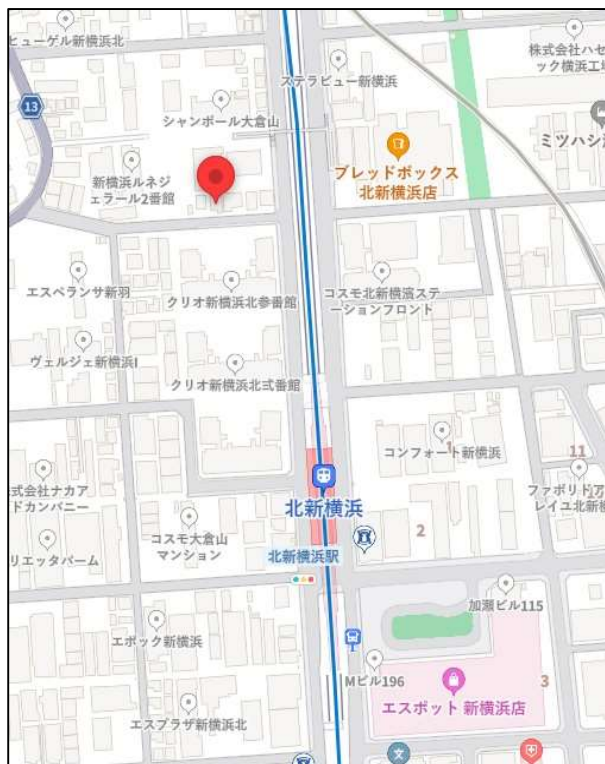 ヒューゲル新横浜北
ステラビュー新横浜
株式会社ハセ
ック横浜工場
13
シャンボール大倉山
ミツハシ
ブレッドボックス
北新横浜店
新横浜ルネジ
ェラール2番館
エスペランサ新羽
クリオ新横浜北参番館
コスモ北新横濱ステ
ーションフロント
ヴェルジェ新横浜I
クリオ新横浜北弐番館
コンフォート新横浜
1
11
式会社ナカア
ドカンパニー
ファボリドア
レイユ北新横
北新横浜
コスモ大倉山
マンション
2
リエッタパーム
北新横浜駅
加瀬ビル115
エポック新横浜
Mビル196
3
エスポット 新横浜店
エスプラザ新横浜北
文